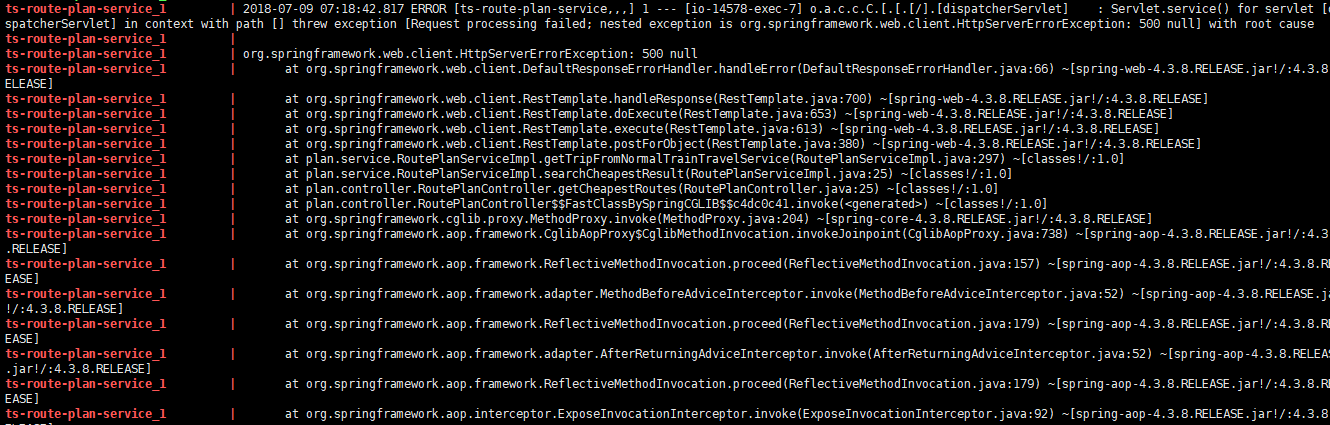 ts-route-plan-service_1 | 2018-07-09 07:18:42.817 ERROR [ts-route-plan-service,,,] 1 --- [io-14578-exec-7] o.a.c.c.C.[.[.[/].[dispatcherServlet] : Servlet.service() for servlet [
spatcherServlet] in context with path [] threw exception [Request processing failed; nested exception is org.springframework.web.client.HttpServerErrorException: 500 null] with root cause
ts-route-plan-service_1 |
ts-route-plan-service_1 | org.springframework.web.client.HttpServerErrorException: 500 null
ts-route-plan-service_1 | at org.springframework.web.client.DefaultResponseErrorHandler.handleError(DefaultResponseErrorHandler.java:66) ~[spring-web-4.3.8.RELEASE.jar!/:4.3.8
ELEASE]
ts-route-plan-service_1 | at org.springframework.web.client.RestTemplate.handleResponse(RestTemplate.java:700) ~[spring-web-4.3.8.RELEASE.jar!/:4.3.8.RELEASE]
ts-route-plan-service_1 | at org.springframework.web.client.RestTemplate.doExecute(RestTemplate.java:653) ~[spring-web-4.3.8.RELEASE.jar!/:4.3.8.RELEASE]
ts-route-plan-service_1 | at org.springframework.web.client.RestTemplate.execute(RestTemplate.java:613) ~[spring-web-4.3.8.RELEASE.jar!/:4.3.8.RELEASE]
ts-route-plan-service_1 | at org.springframework.web.client.RestTemplate.postForObject(RestTemplate.java:380) ~[spring-web-4.3.8.RELEASE.jar!/:4.3.8.RELEASE]
ts-route-plan-service_1 | at plan.service.RoutePlanServiceImpl.getTripFromNormalTrainTravelService(RoutePlanServiceImpl.java:297) ~[classes!/:1.0]
ts-route-plan-service_1 | at plan.service.RoutePlanServiceImpl.searchCheapestResult(RoutePlanServiceImpl.java:25) ~[classes!/:1.0]
ts-route-plan-service_1 | at plan.controller.RoutePlanController.getCheapestRoutes(RoutePlanController.java:25) ~[classes!/:1.0]
ts-route-plan-service_1 | at plan.controller.RoutePlanController$$FastClassBySpringCGLIB$$c4dc0c41.invoke(<generated>) ~[classes!/:1.0]
ts-route-plan-service_1 | at org.springframework.cglib.proxy.MethodProxy.invoke(MethodProxy.java:204) ~[spring-core-4.3.8.RELEASE.jar!/:4.3.8.RELEASE]
ts-route-plan-service_1 | at org.springframework.aop.framework.CglibAopProxy$CglibMethodInvocation.invokeJoinpoint(CglibAopProxy.java:738) ~[spring-aop-4.3.8.RELEASE.jar!/:4.3
.RELEASE]
ts-route-plan-service_1 | at org.springframework.aop.framework.ReflectiveMethodInvocation.proceed(ReflectiveMethodInvocation.java:157) ~[spring-aop-4.3.8.RELEASE.jar!/:4.3.8.R
EASE]
ts-route-plan-service_1 | at org.springframework.aop.framework.adapter.MethodBeforeAdviceInterceptor.invoke(MethodBeforeAdviceInterceptor.java:52) ~[spring-aop-4.3.8.RELEASE.j
!/:4.3.8.RELEASE]
ts-route-plan-service_1 | at org.springframework.aop.framework.ReflectiveMethodInvocation.proceed(ReflectiveMethodInvocation.java:179) ~[spring-aop-4.3.8.RELEASE.jar!/:4.3.8.R
EASE]
ts-route-plan-service_1 | at org.springframework.aop.framework.adapter.AfterReturningAdviceInterceptor.invoke(AfterReturningAdviceInterceptor.java:52) ~[spring-aop-4.3.8.RELEAS
.jar!/:4.3.8.RELEASE]
ts-route-plan-service_1 | at org.springframework.aop.framework.ReflectiveMethodInvocation.proceed(ReflectiveMethodInvocation.java:179) ~[spring-aop-4.3.8.RELEASE.jar!/:4.3.8.R
EASE]
ts-route-plan-service_1 | at org.springframework.aop.interceptor.ExposeInvocationInterceptor.invoke(ExposeInvocationInterceptor.java:92) ~[spring-aop-4.3.8.RELEASE.jar!/:4.3.8